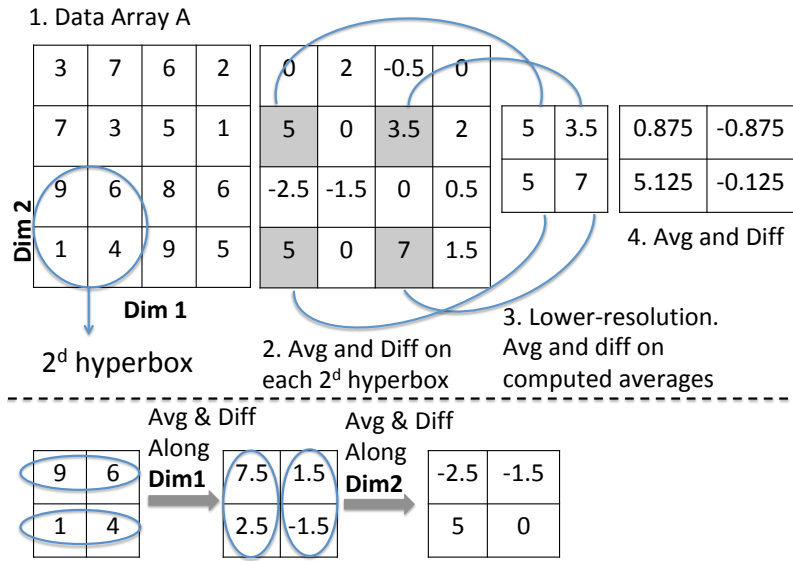 1. Data Array A
3 7 6 2
7 3 5 1
9 6 8 6
1 4 9 5
Dim 2
Dim 1
2ᵈ hyperbox
0 2 -0.5 0
5 0 3.5 2
-2.5 -1.5 0 0.5
5 0 7 1.5
2. Avg and Diff on
each 2ᵈ hyperbox
5 3.5
5 7
3. Lower-resolution.
Avg and diff on
computed averages
0.875 -0.875
5.125 -0.125
4. Avg and Diff
9 6
1 4
Avg & Diff
Along
Dim1
7.5 1.5
2.5 -1.5
Avg & Diff
Along
Dim2
-2.5 -1.5
5 0